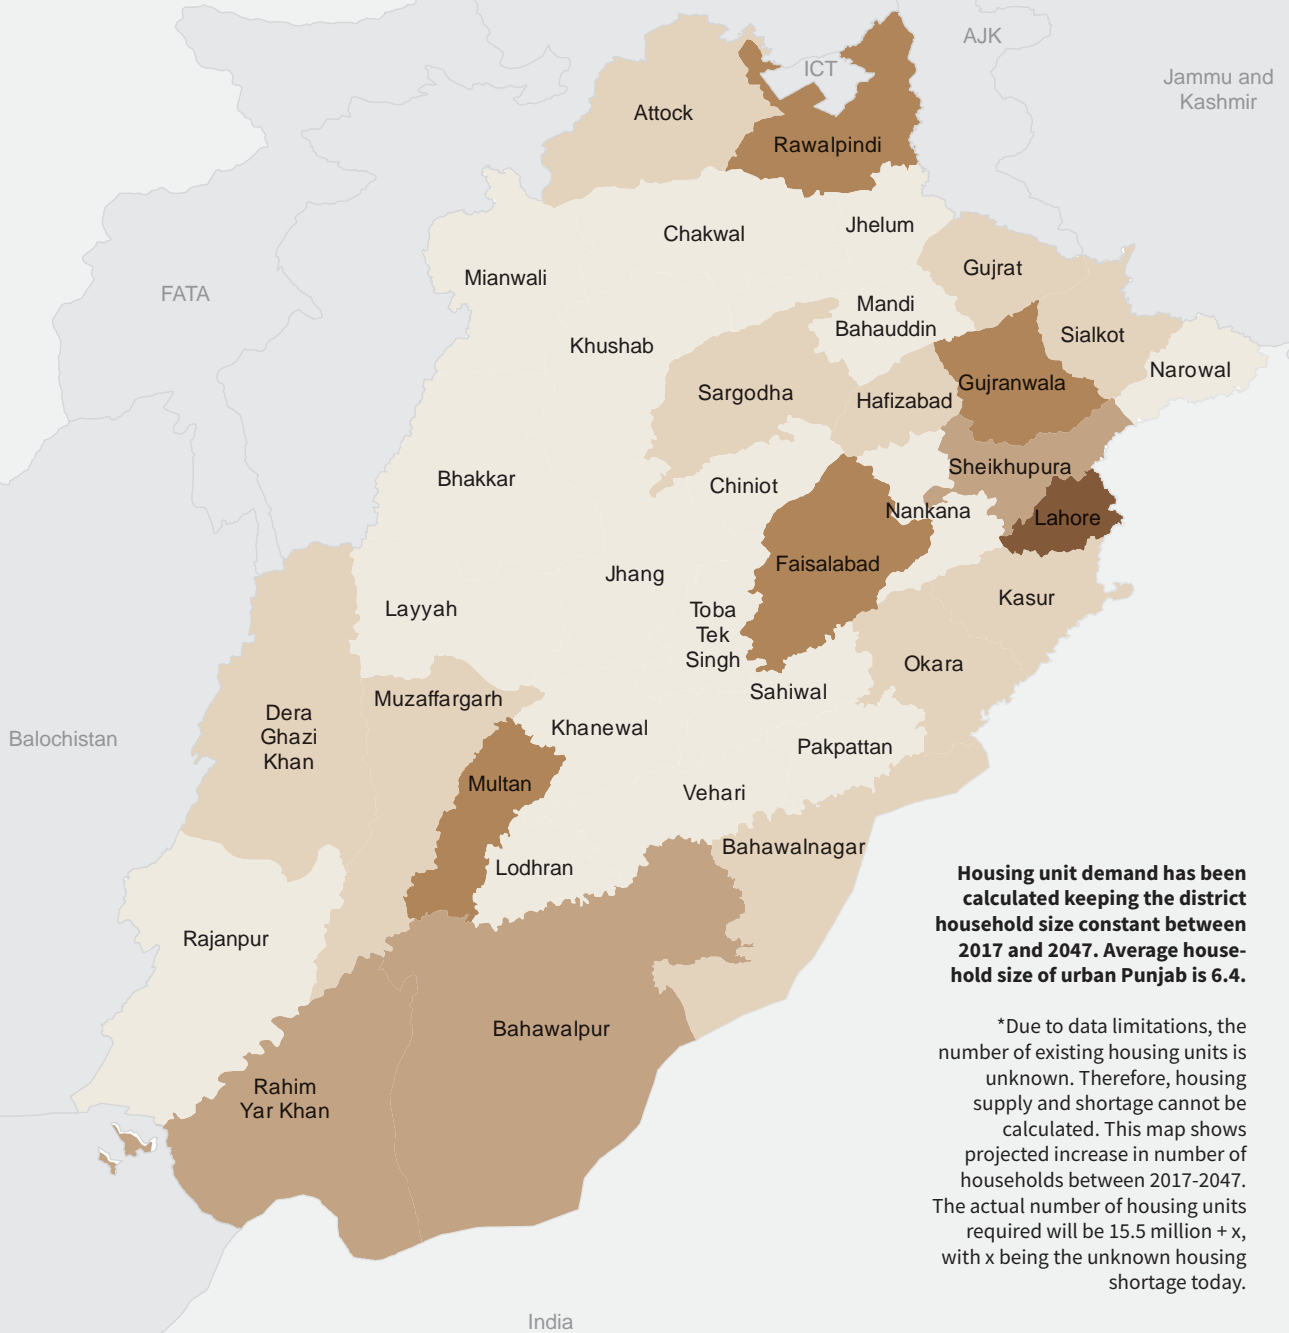 AJK
ICT
Jammu and
Kashmir
Attock
Rawalpindi
Chakwal
Jhelum
Gujrat
Mianwali
FATA
Mandi
Bahauddin
Khushab
Sialkot
Narowal
Gujranwala
Sargodha
Hafizabad
Sheikhupura
Bhakkar
Chiniot
Nankana
Lahore
Faisalabad
Jhang
Layyah
Kasur
Toba
Tek
Singh
Okara
Sahiwal
Muzaffargarh
Dera
Ghazi
Khan
Khanewal
Balochistan
Pakpattan
Multan
Vehari
Bahawalnagar
Lodhran
Rajanpur
Bahawalpur
Rahim
Yar Khan
India
Housing unit demand has been
calculated keeping the district
household size constant between
2017 and 2047. Average house-
hold size of urban Punjab is 6.4.
*Due to data limitations, the
number of existing housing units is
unknown. Therefore, housing
supply and shortage cannot be
calculated. This map shows
projected increase in number of
households between 2017-2047.
The actual number of housing units
required will be 15.5 million + x,
with x being the unknown housing
shortage today.